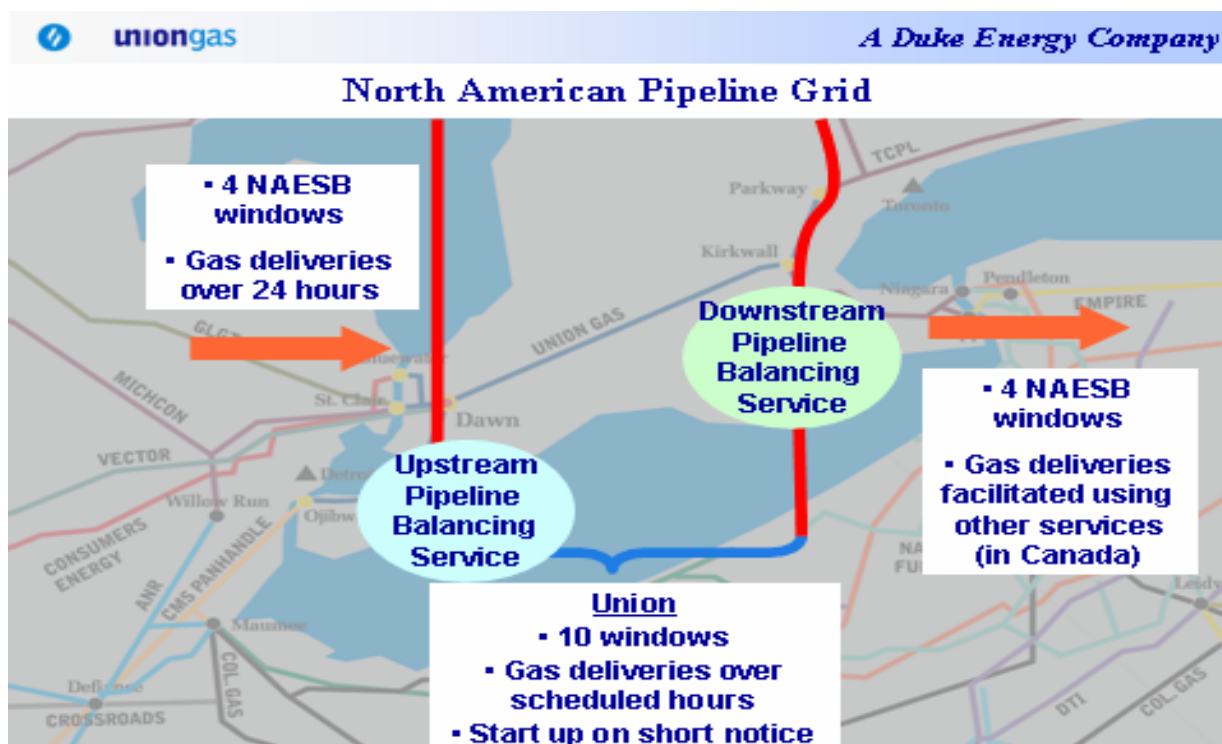 uniongas
A Duke Energy Company
North American Pipeline Grid
▪ 4 NAESB
windows
▪ Gas deliveries
over 24 hours
TCPL
Parkway
Toronto
Kirkwall
Niagara
Pendleton
EMPIRE
Downstream
Pipeline
Balancing
Service
UNION GAS
GLGT
Bluewater
MICHCON
St. Clair
Dawn
▪ 4 NAESB
windows
▪ Gas deliveries
facilitated using
other services
(in Canada)
VECTOR
Upstream
Pipeline
Balancing
Service
Willow Run
CONSUMERS
ENERGY
ANR
CMS PANHANDLE
Maumee
Union
▪ 10 windows
▪ Gas deliveries over
scheduled hours
▪ Start up on short notice
COL. GAS
Defiance
CROSSROADS
DTI
COL. GAS